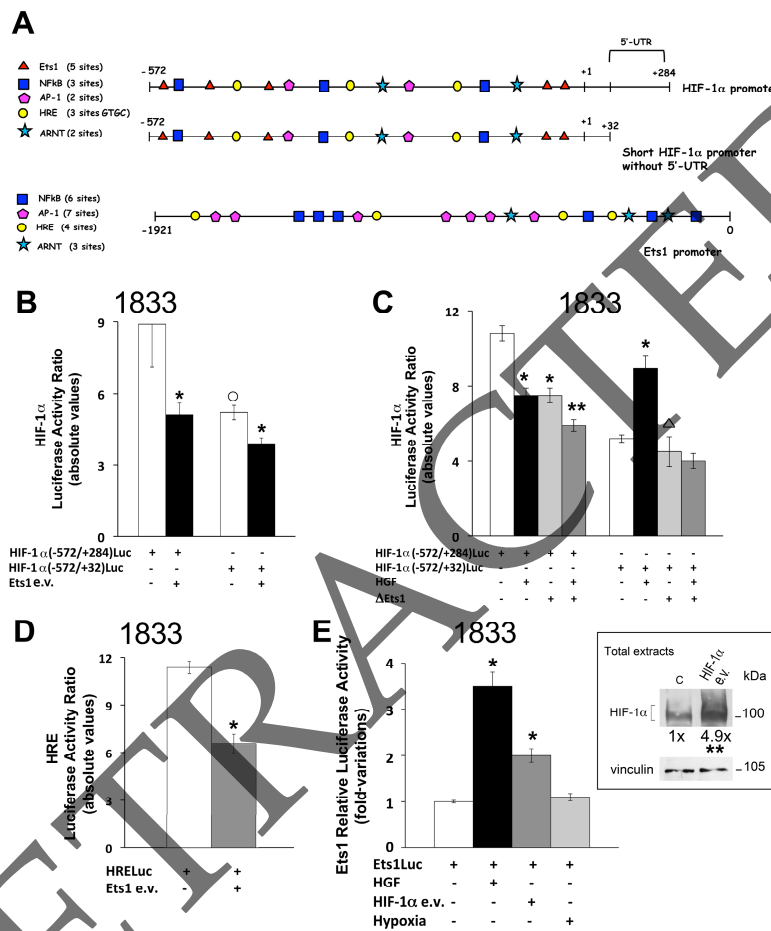 A
Ets1 (5 sites)
NFkB (3 sites)
AP-1 (2 sites)
HRE (3 sites GTGC)
ARNT (2 sites)
- 572
+1
5'-UTR
+284
HIF-1α promote
- 572
+1
+32
Short HIF-1α promoter
without 5'-UTR
NFkB (6 sites)
AP-1 (7 sites)
HRE (4 sites)
ARNT (3 sites)
-1921
0
Ets1 promoter
B
1833
HIF-1α
Luciferase Activity Ratio
(absolute values)
9
6
3
0
* ○ *
HIF-1α(-572/+284)Luc + + - -
HIF-1α(-572/+32)Luc - - + +
Ets1 e.v. - + - +
C
1833
HIF-1α
Luciferase Activity Ratio
(absolute values)
12
8
4
0
* * ** * △
HIF-1α(-572/+284)Luc + + + + - - - -
HIF-1α(-572/+32)Luc - - - - + + + +
HGF - + - + - + - +
ΔEts1 - - + + - - + +
D
1833
HRE
Luciferase Activity Ratio
(absolute values)
12
9
6
3
0
*
HRELuc + +
Ets1 e.v. - +
E
1833
Ets1 Relative Luciferase Activity
(fold-variations)
4
3
2
1
0
* *
Ets1Luc + + + +
HGF - + - -
HIF-1α e.v. - - + -
Hypoxia - - - +
Total extracts
C
HIF-1α
e.v.
kDa
HIF-1α
-100
1x 4.9x
**
vinculin
-105
RETRACTED